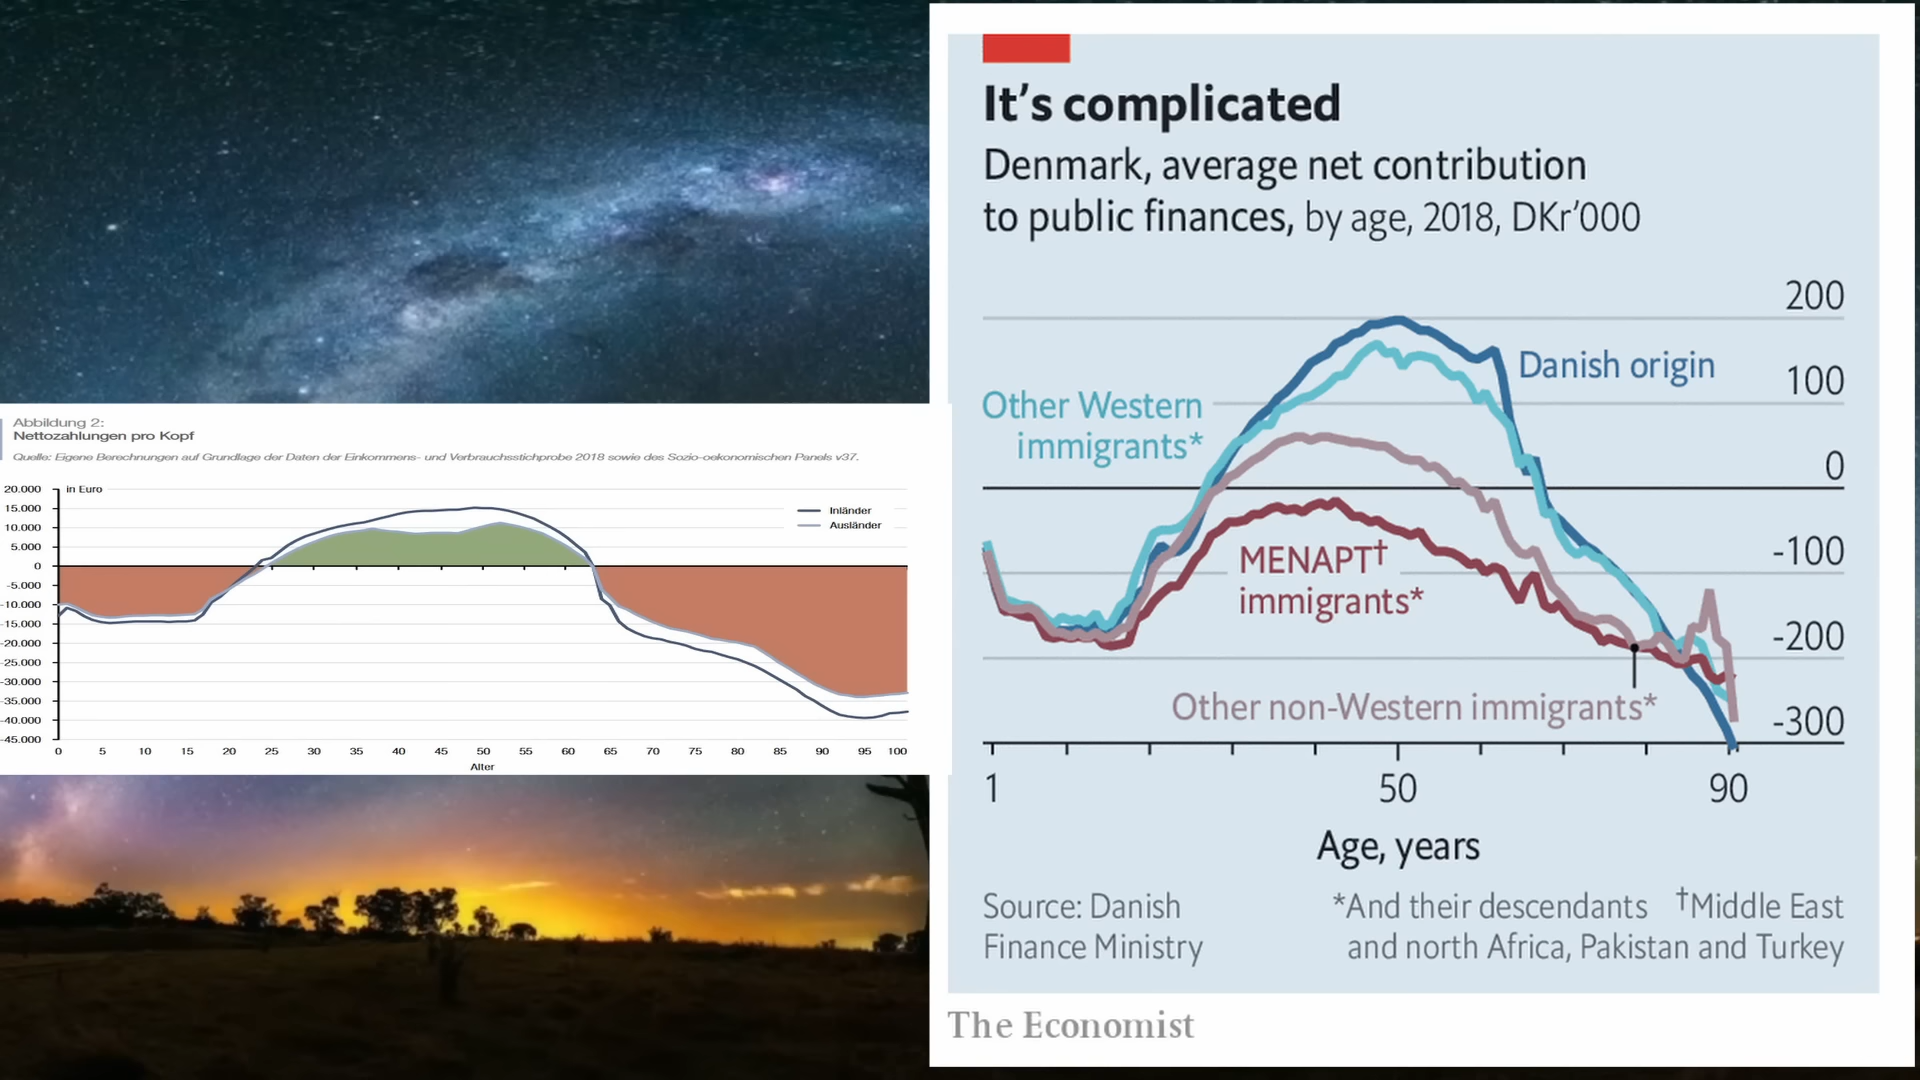 Abbildung 2:
Nettozahlungen pro Kopf
Quelle: Eigene Berechnungen auf Grundlage der Daten der Einkommens- und Verbrauchsstichprobe 2018 sowie des Sozio-oekonomischen Panels v37.
20.000
in Euro
15.000
10.000
5.000
0
-5.000
-10.000
-15.000
-20.000
-25.000
-30.000
-35.000
-40.000
-45.000
Inländer
Ausländer
0 5 10 15 20 25 30 35 40 45 50 55 60 65 70 75 80 85 90 95 100
Alter
It's complicated
Denmark, average net contribution
to public finances, by age, 2018, DKr'000
200
100
0
-100
-200
-300
Danish origin
Other Western
immigrants*
MENAPT†
immigrants*
Other non-Western immigrants*
1 50 90
Age, years
Source: Danish
Finance Ministry
*And their descendants †Middle East
and north Africa, Pakistan and Turkey
The Economist